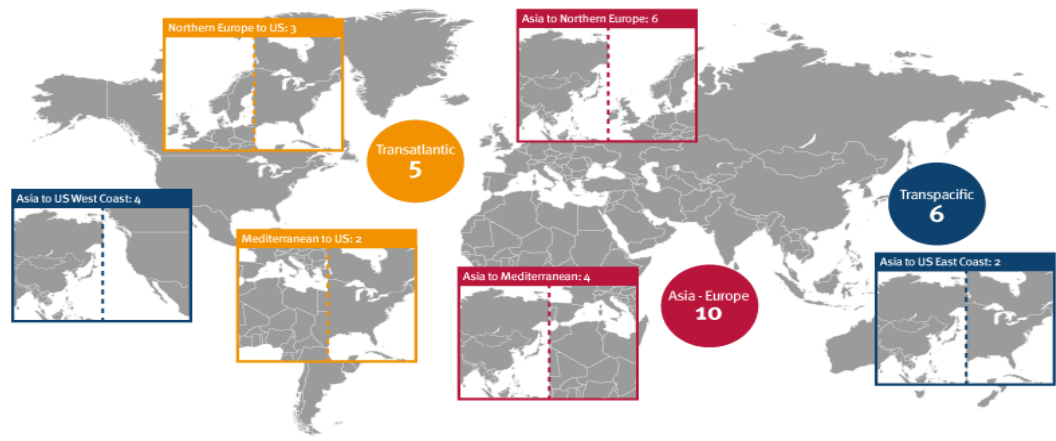 Northern Europe to US: 3
Asia to Northern Europe: 6
Transatlantic
5
Asia to US West Coast: 4
Transpacific
6
Mediterranean to US: 2
Asia to Mediterranean: 4
Asia - Europe
10
Asia to US East Coast: 2